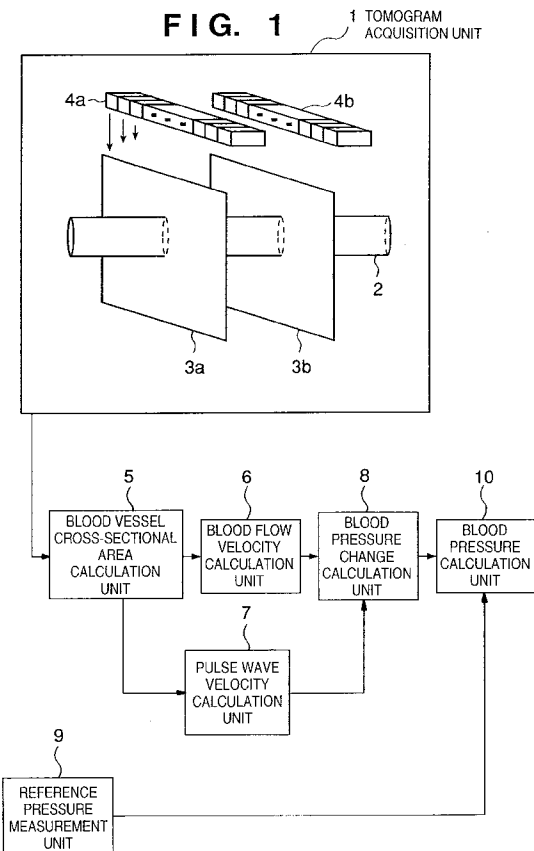 FIG. 1
1 TOMOGRAM
ACQUISITION UNIT
4a
4b
2
3a
3b
5
BLOOD VESSEL
CROSS-SECTIONAL
AREA
CALCULATION
UNIT
6
BLOOD FLOW
VELOCITY
CALCULATION
UNIT
8
BLOOD
PRESSURE
CHANGE
CALCULATION
UNIT
10
BLOOD
PRESSURE
CALCULATION
UNIT
7
PULSE WAVE
VELOCITY
CALCULATION
UNIT
9
REFERENCE
PRESSURE
MEASUREMENT
UNIT